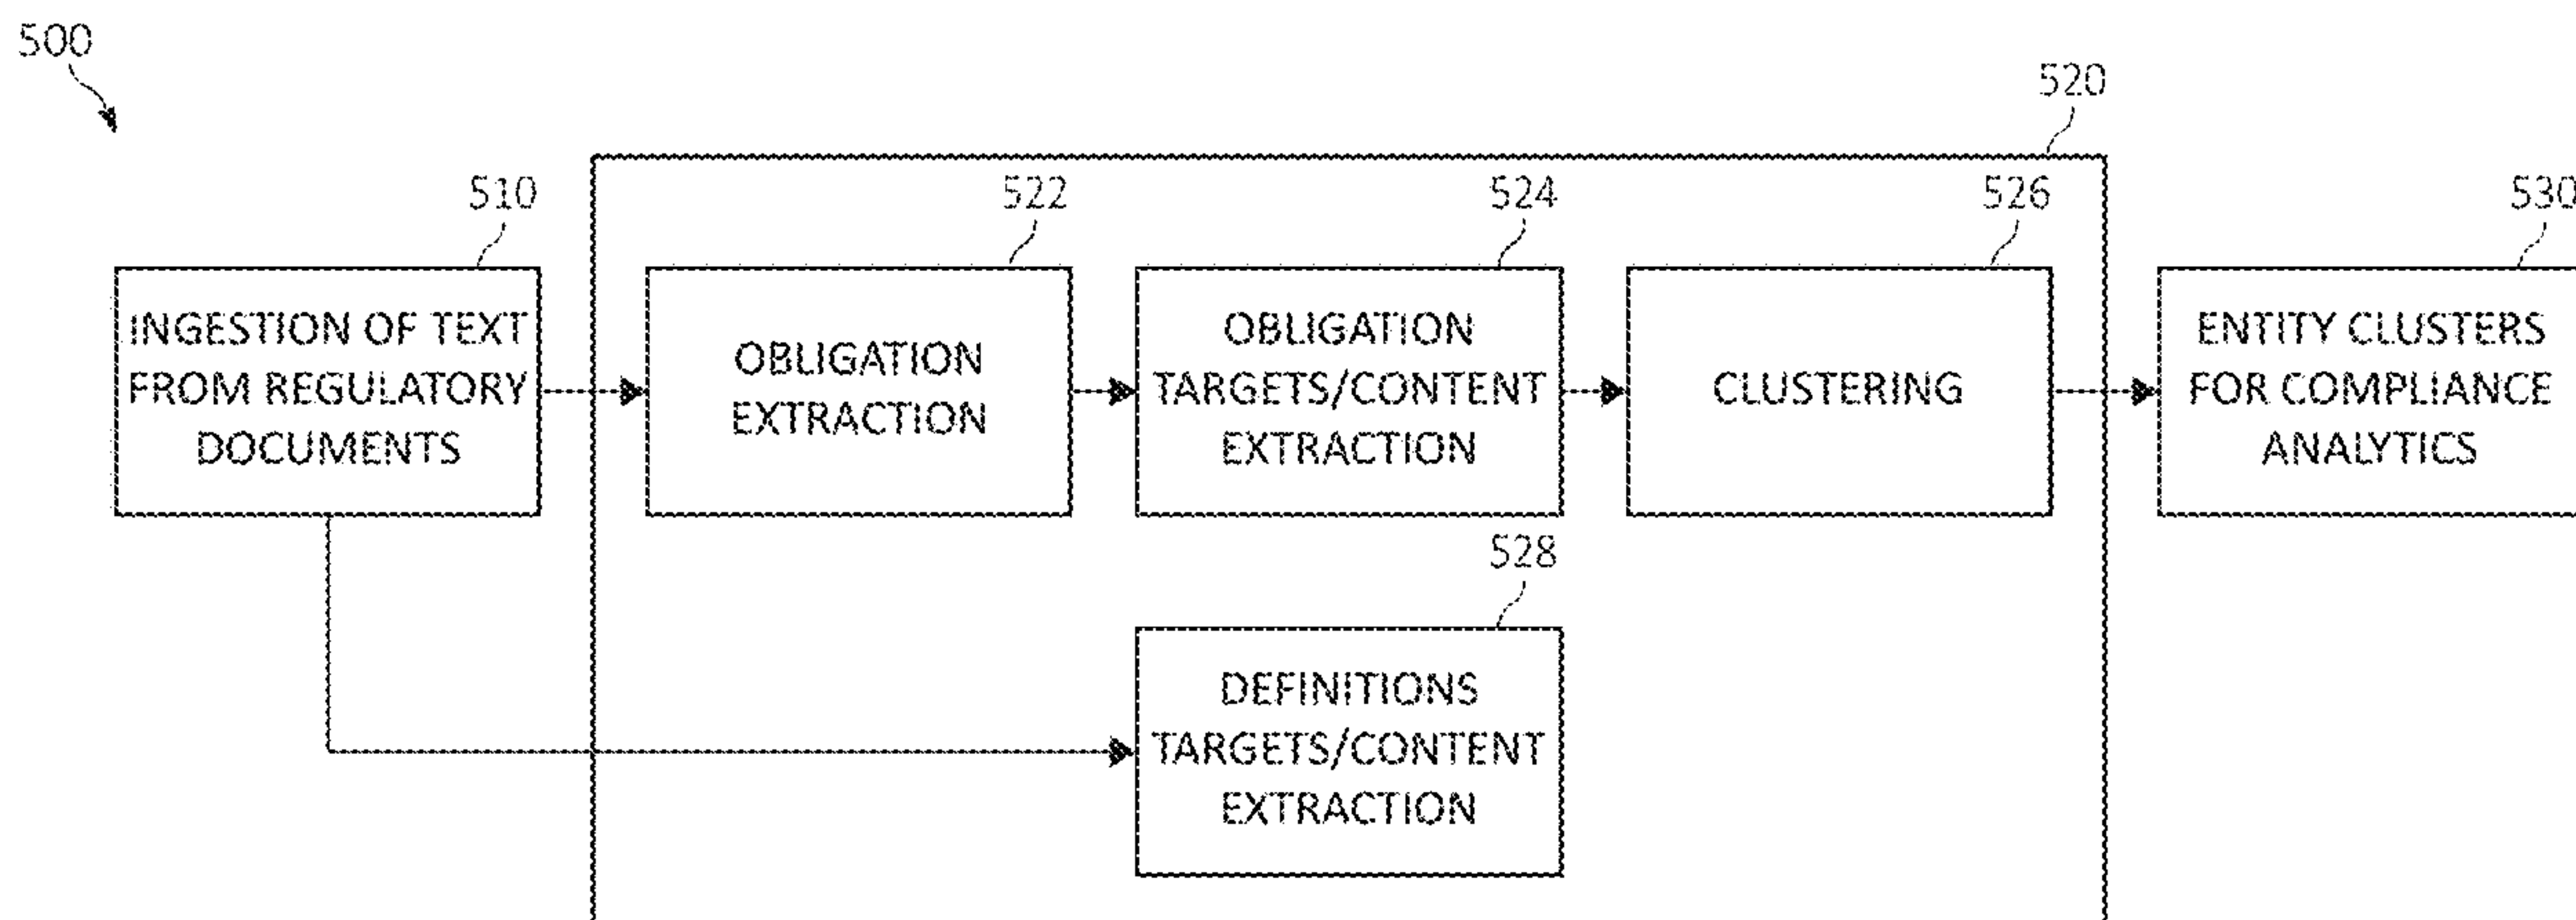 500
520
510
522
524
526
530
INGESTION OF TEXT
FROM REGULATORY
DOCUMENTS
OBLIGATION
EXTRACTION
OBLIGATION
TARGETS/CONTENT
EXTRACTION
CLUSTERING
ENTITY CLUSTERS
FOR COMPLIANCE
ANALYTICS
528
DEFINITIONS
TARGETS/CONTENT
EXTRACTION